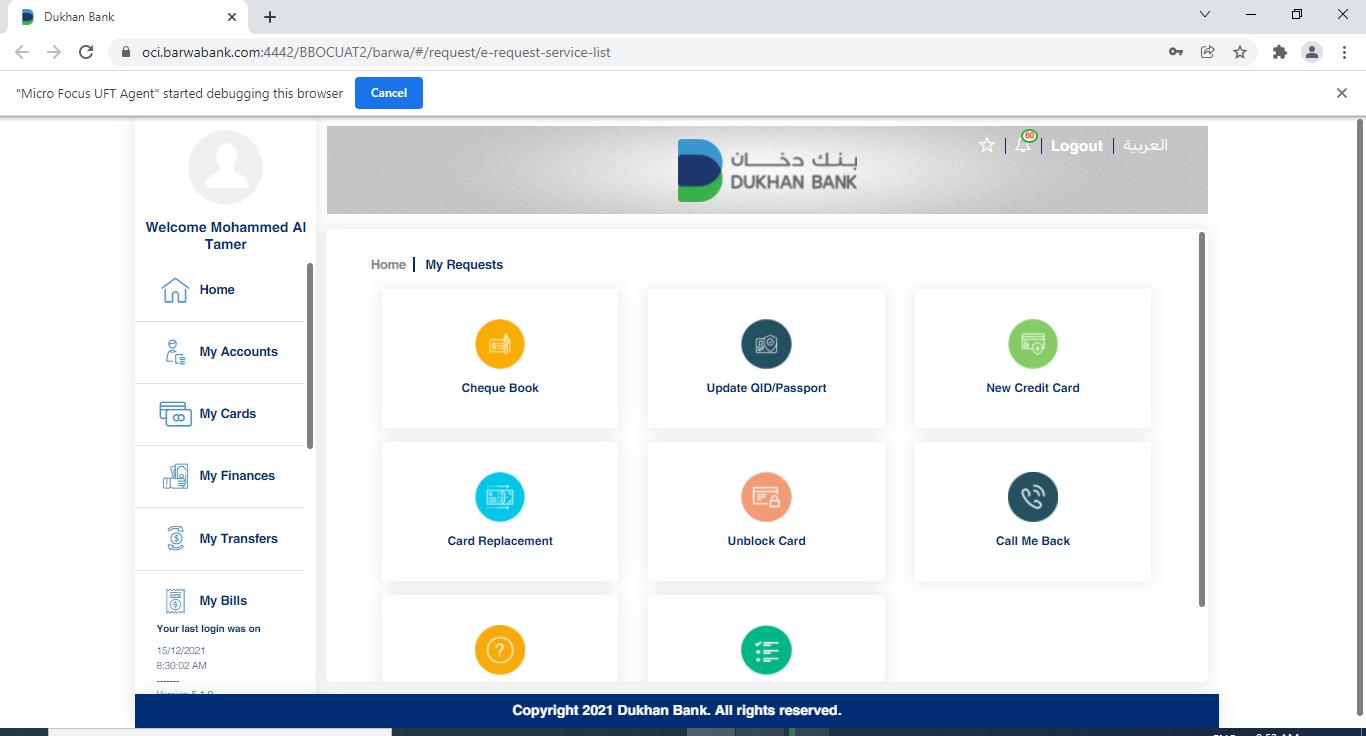 Dukhan Bank
oci.barwabank.com:4442/BBOCUAT2/barwa/#/request/e-request-service-list
"Micro Focus UFT Agent" started debugging this browser
Cancel
60
Logout
العربية
بنك دخان
DUKHAN BANK
Welcome Mohammed Al
Tamer
Home
My Accounts
My Cards
My Finances
My Transfers
My Bills
Your last login was on
15/12/2021
8:30:02 AM
-------
Home | My Requests
Cheque Book
Update QID/Passport
New Credit Card
Card Replacement
Unblock Card
Call Me Back
Copyright 2021 Dukhan Bank. All rights reserved.